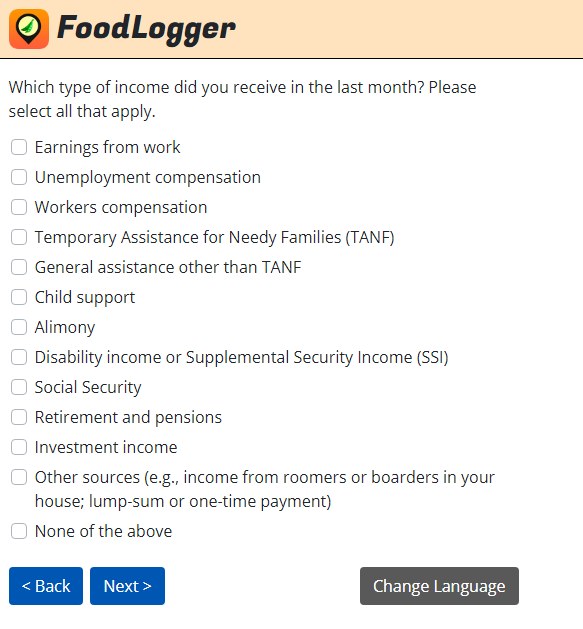 FoodLogger
Which type of income did you receive in the last month? Please
select all that apply.
Earnings from work
Unemployment compensation
Workers compensation
Temporary Assistance for Needy Families (TANF)
General assistance other than TANF
Child support
Alimony
Disability income or Supplemental Security Income (SSI)
Social Security
Retirement and pensions
Investment income
Other sources (e.g., income from roomers or boarders in your
house; lump-sum or one-time payment)
None of the above
< Back Next > Change Language